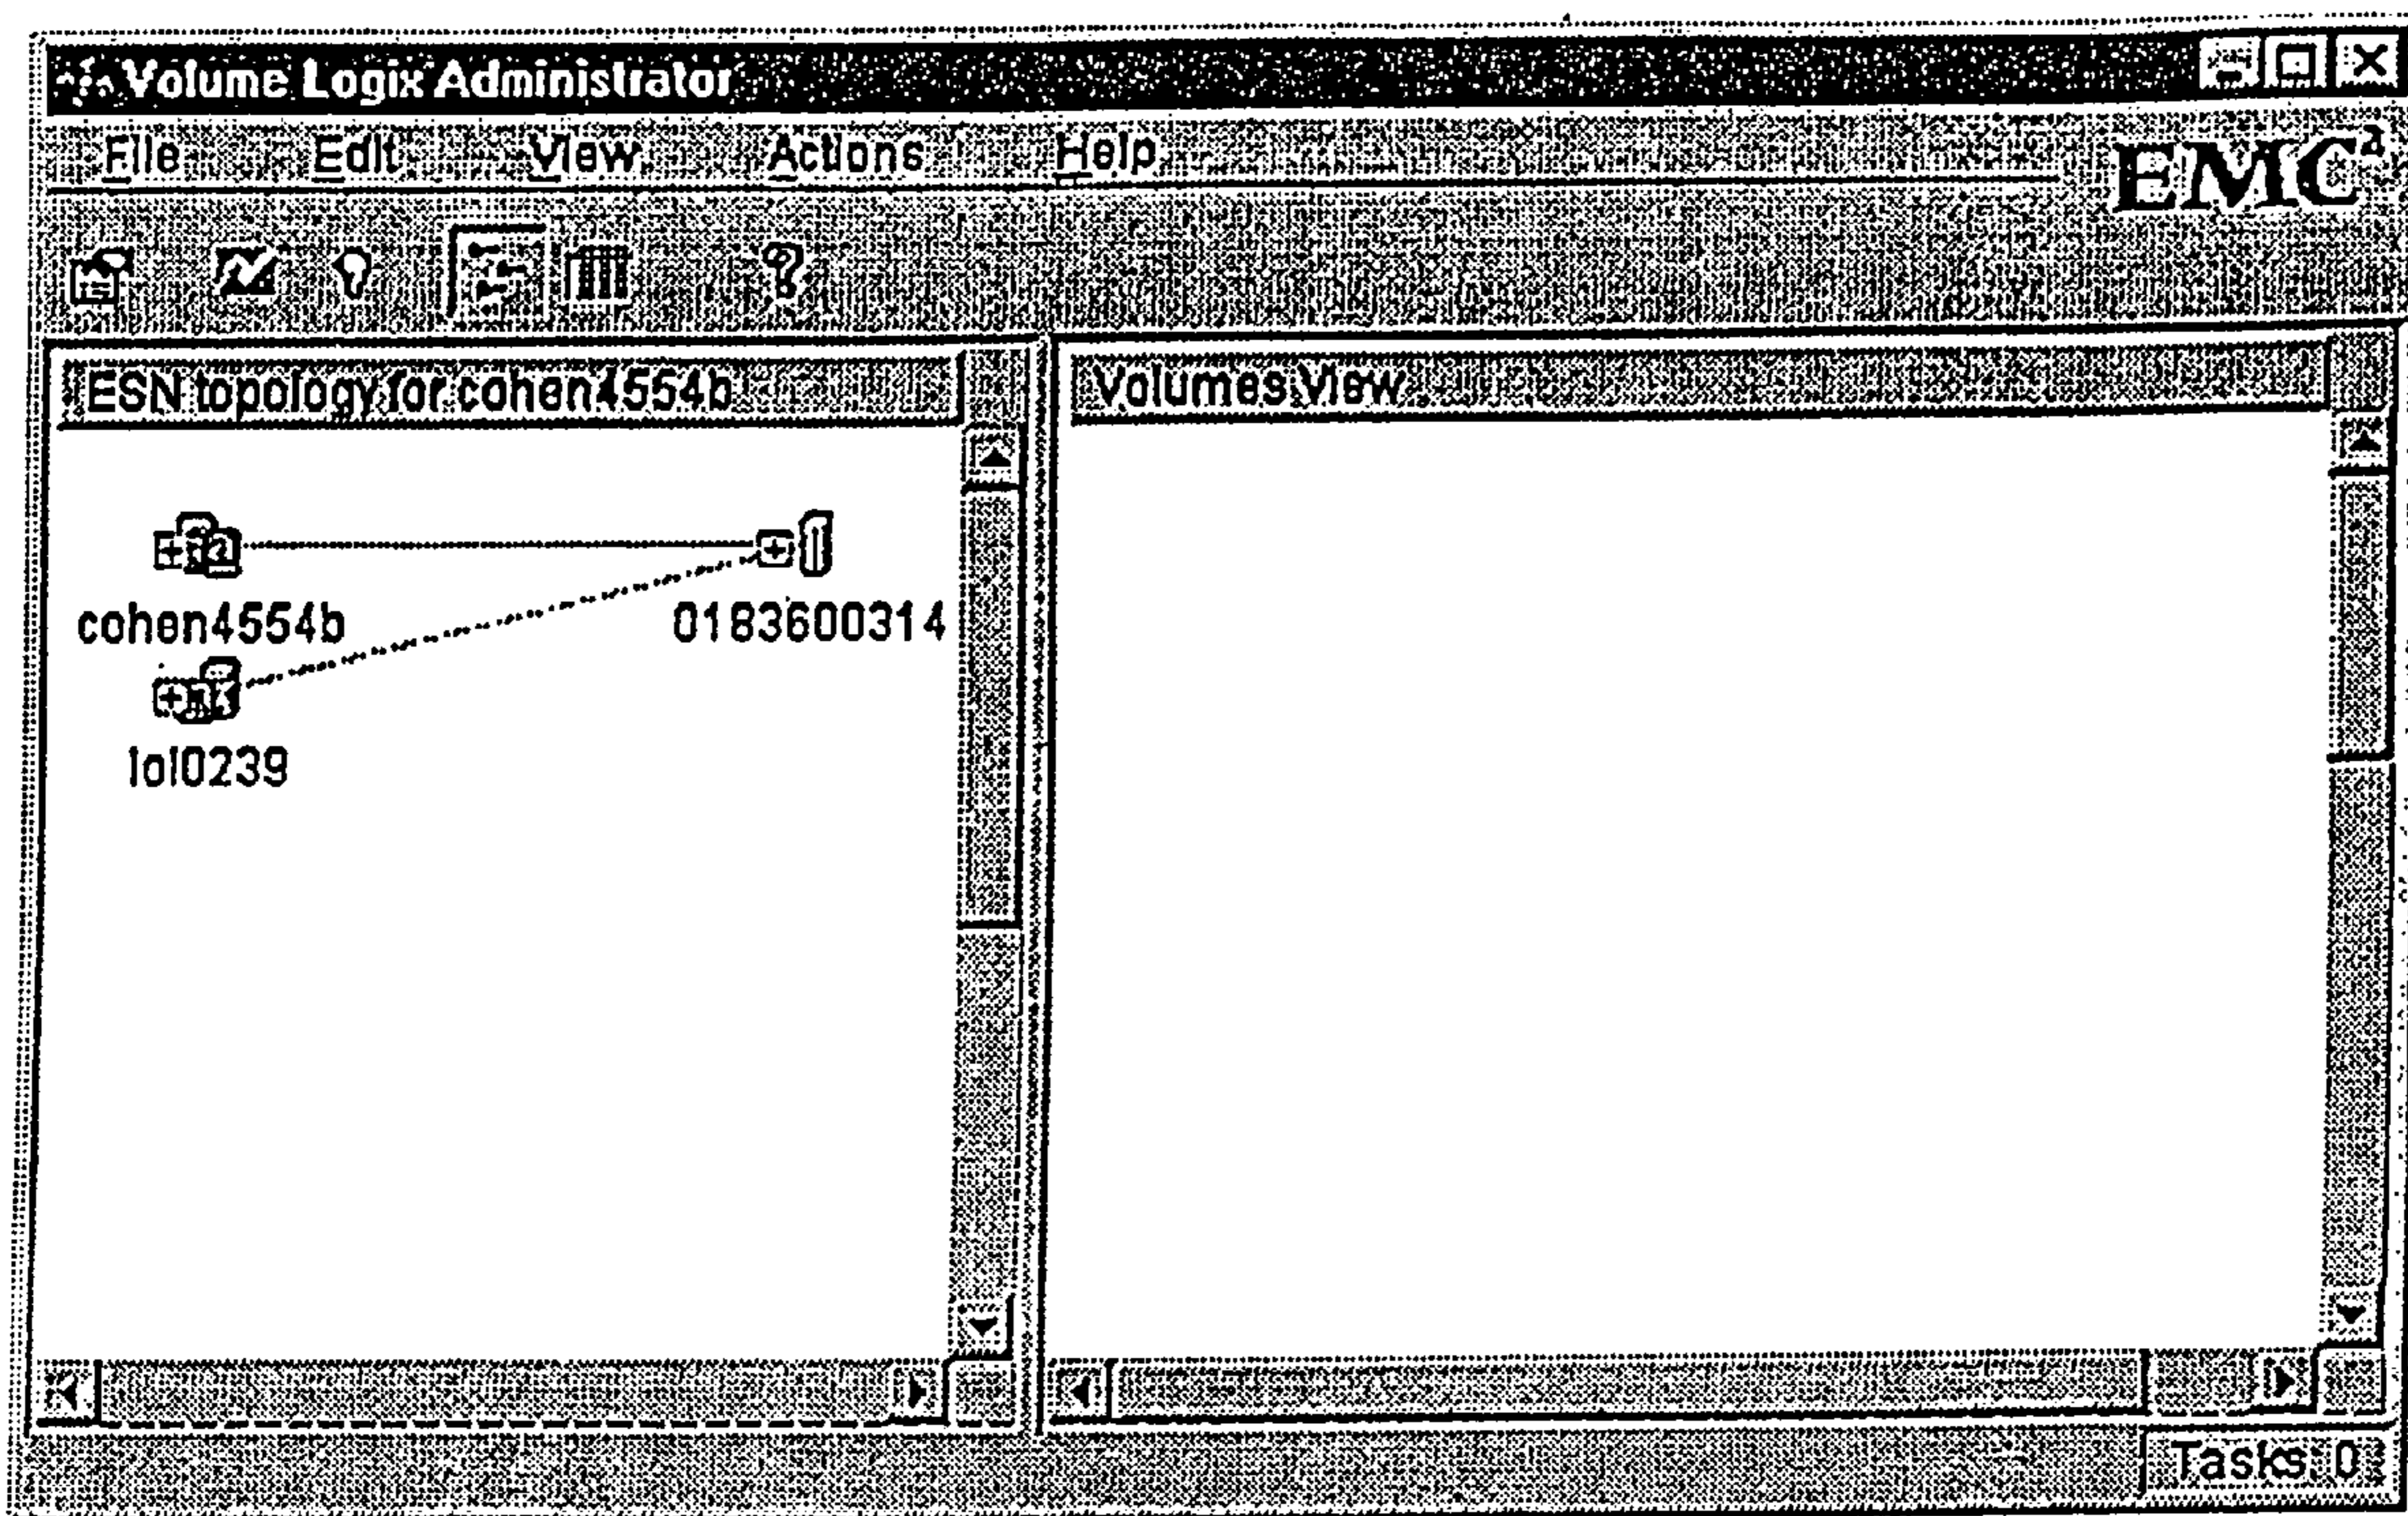 Volume Logix Administrator
File Edit View Actions Help
EMC²
ESN topology for cohen4554b
Volumes View
cohen4554b
0183600314
lol0239
Tasks: 0